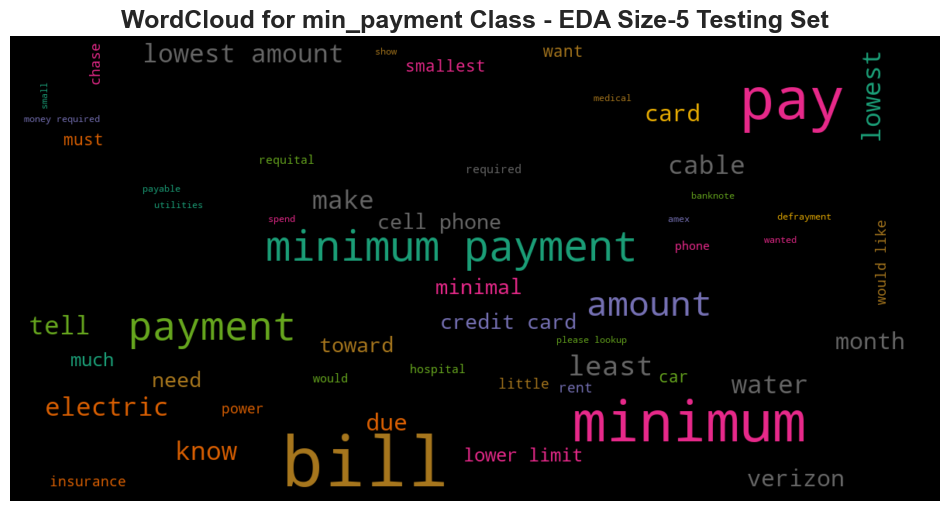 WordCloud for min_payment Class - EDA Size-5 Testing Set
chase
lowest amount
show
want
smallest
small
money required
must
medical
card
pay
lowest
requital
required
cable
payable
utilities
make
banknote
spend
cell phone
amex
defrayment
minimum payment
phone
wanted
would like
minimal
amount
tell
payment
credit card
toward
please lookup
month
much
least
need
would
hospital
little
rent
car
water
electric
power
due
minimum
know
bill
lower limit
insurance
verizon